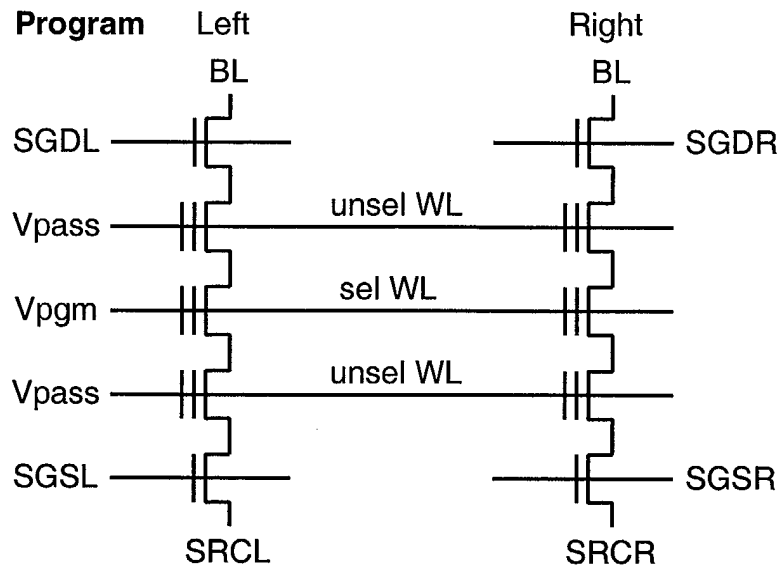 Program Left Right
BL BL
SGDL SGDR
unsel WL
Vpass
sel WL
Vpgm
unsel WL
Vpass
SGSL SGSR
SRCL SRCR